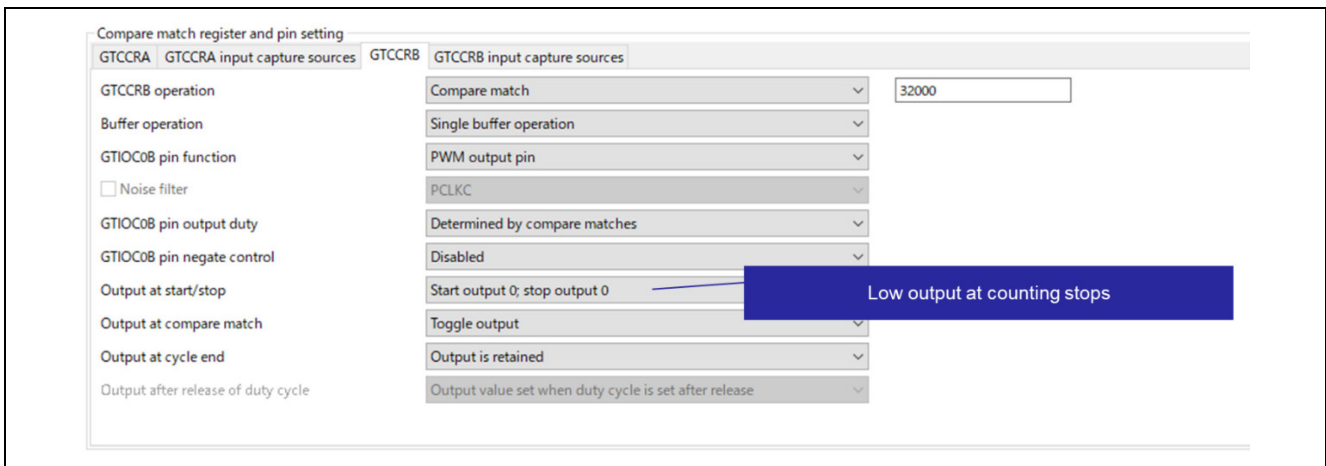 Compare match register and pin setting
GTCCRA GTCCRA input capture sources GTCCRB GTCCRB input capture sources
GTCCRB operation Compare match 32000
Buffer operation Single buffer operation
GTIOC0B pin function PWM output pin
Noise filter PCLKC
GTIOC0B pin output duty Determined by compare matches
GTIOC0B pin negate control Disabled
Output at start/stop Start output 0; stop output 0 Low output at counting stops
Output at compare match Toggle output
Output at cycle end Output is retained
Output after release of duty cycle Output value set when duty cycle is set after release